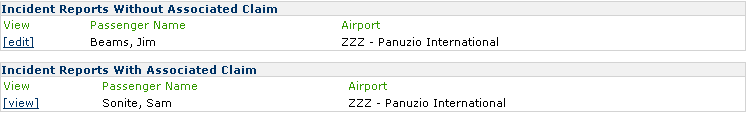 Incident Reports Without Associated Claim
View Passenger Name Airport
[edit] Beams, Jim ZZZ - Panuzio International
Incident Reports With Associated Claim
View Passenger Name Airport
[view] Sonite, Sam ZZZ - Panuzio International